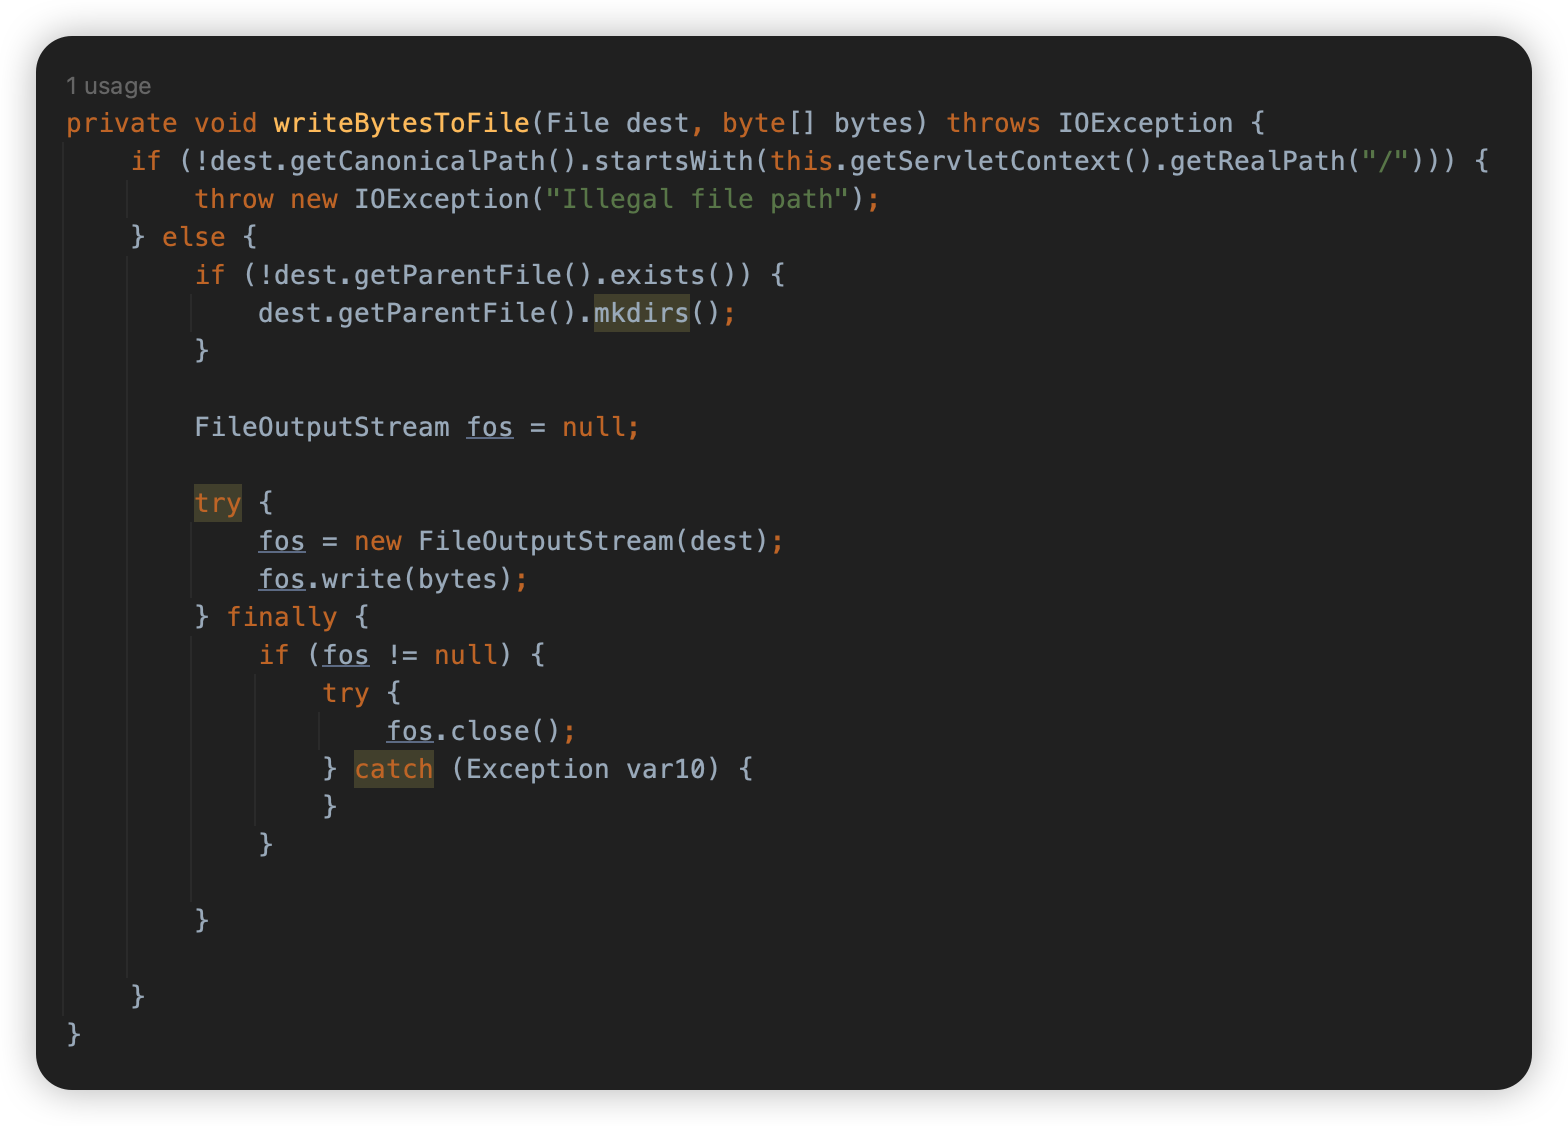 1 usage
private void writeBytesToFile(File dest, byte[] bytes) throws IOException {
    if (!dest.getCanonicalPath().startsWith(this.getServletContext().getRealPath("/"))) {
        throw new IOException("Illegal file path");
    } else {
        if (!dest.getParentFile().exists()) {
            dest.getParentFile().mkdirs();
        }
        FileOutputStream fos = null;
        try {
            fos = new FileOutputStream(dest);
            fos.write(bytes);
        } finally {
            if (fos != null) {
                try {
                    fos.close();
                } catch (Exception var10) {
                }
            }
        }
    }
}